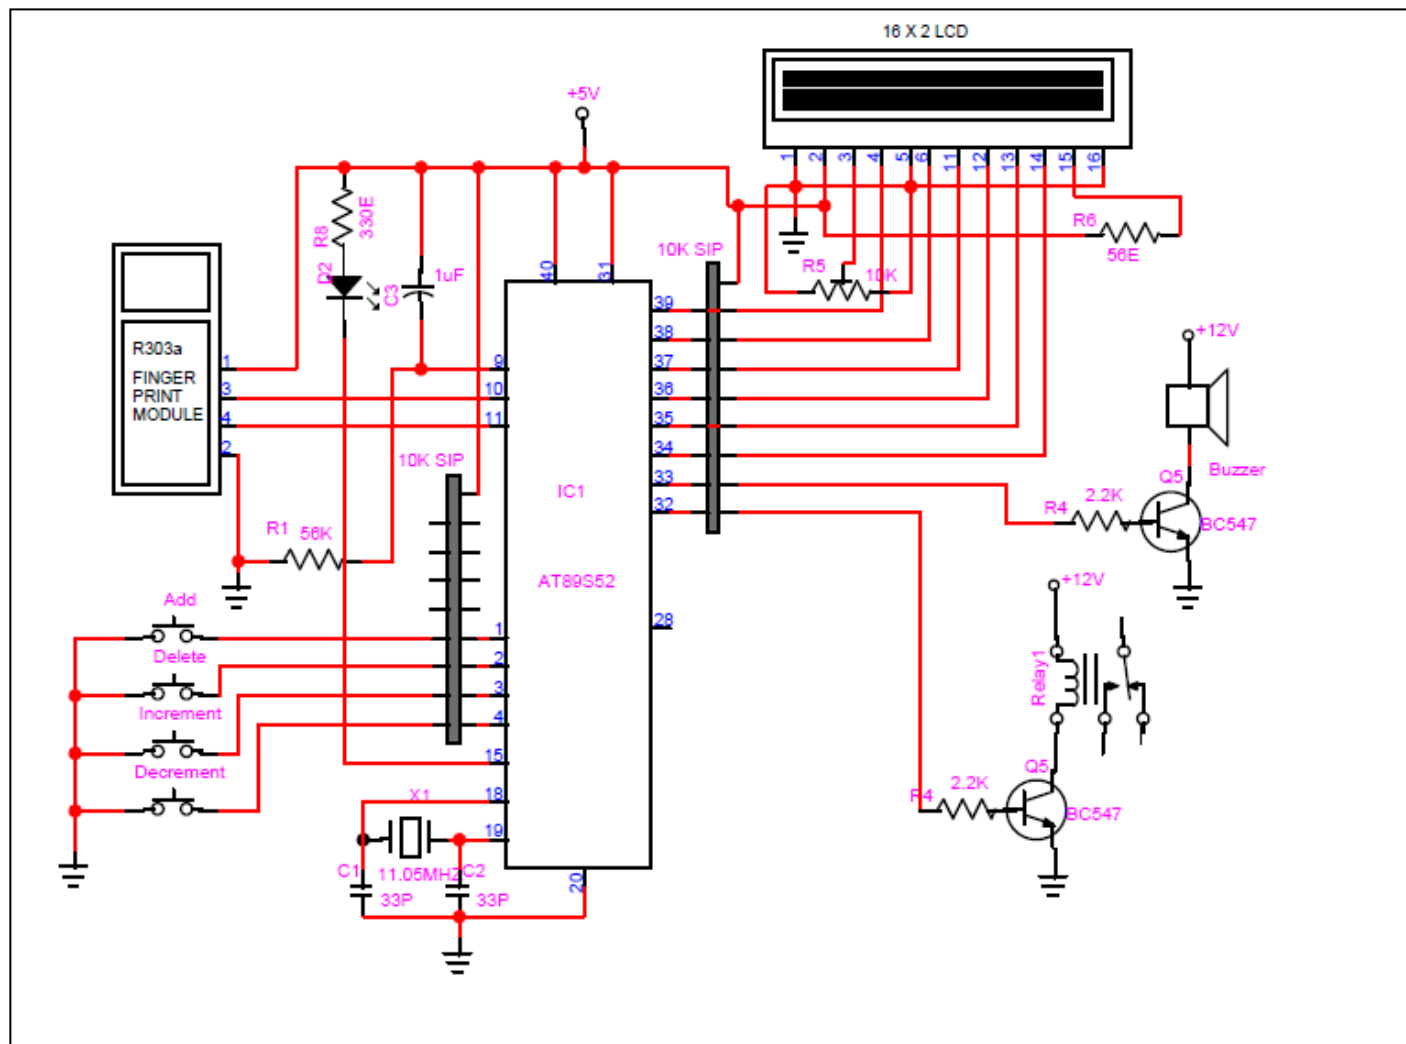 16 X 2 LCD
+5V
1 2 3 4 5 6 11 12 13 14 15 16
R8
330E
D2
C3
1uF
40
31
10K SIP
R5
10K
R6
56E
R303a
FINGER
PRINT
MODULE
1
3
4
2
9
10
11
39
38
37
36
35
34
33
32
+12V
Buzzer
10K SIP
IC1
R1
56K
AT89S52
R4
2.2K
Q5
BC547
28
+12V
Relay1
Add
Delete
Increment
Decrement
1
2
3
4
15
18
19
X1
C1
11.05MHZ
C2
33P
33P
20
R4
2.2K
Q5
BC547